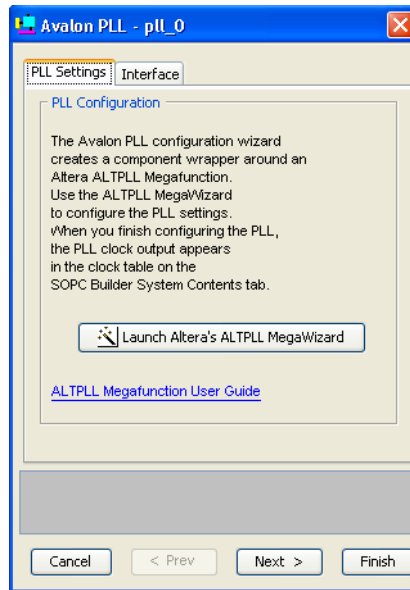 Avalon PLL - pll_0
PLL Settings
Interface
PLL Configuration
The Avalon PLL configuration wizard
creates a component wrapper around an
Altera ALTPLL Megafunction.
Use the ALTPLL MegaWizard
to configure the PLL settings.
When you finish configuring the PLL,
the PLL clock output appears
in the clock table on the
SOPC Builder System Contents tab.
Launch Altera's ALTPLL MegaWizard
ALTPLL Megafunction User Guide
Cancel
< Prev
Next >
Finish